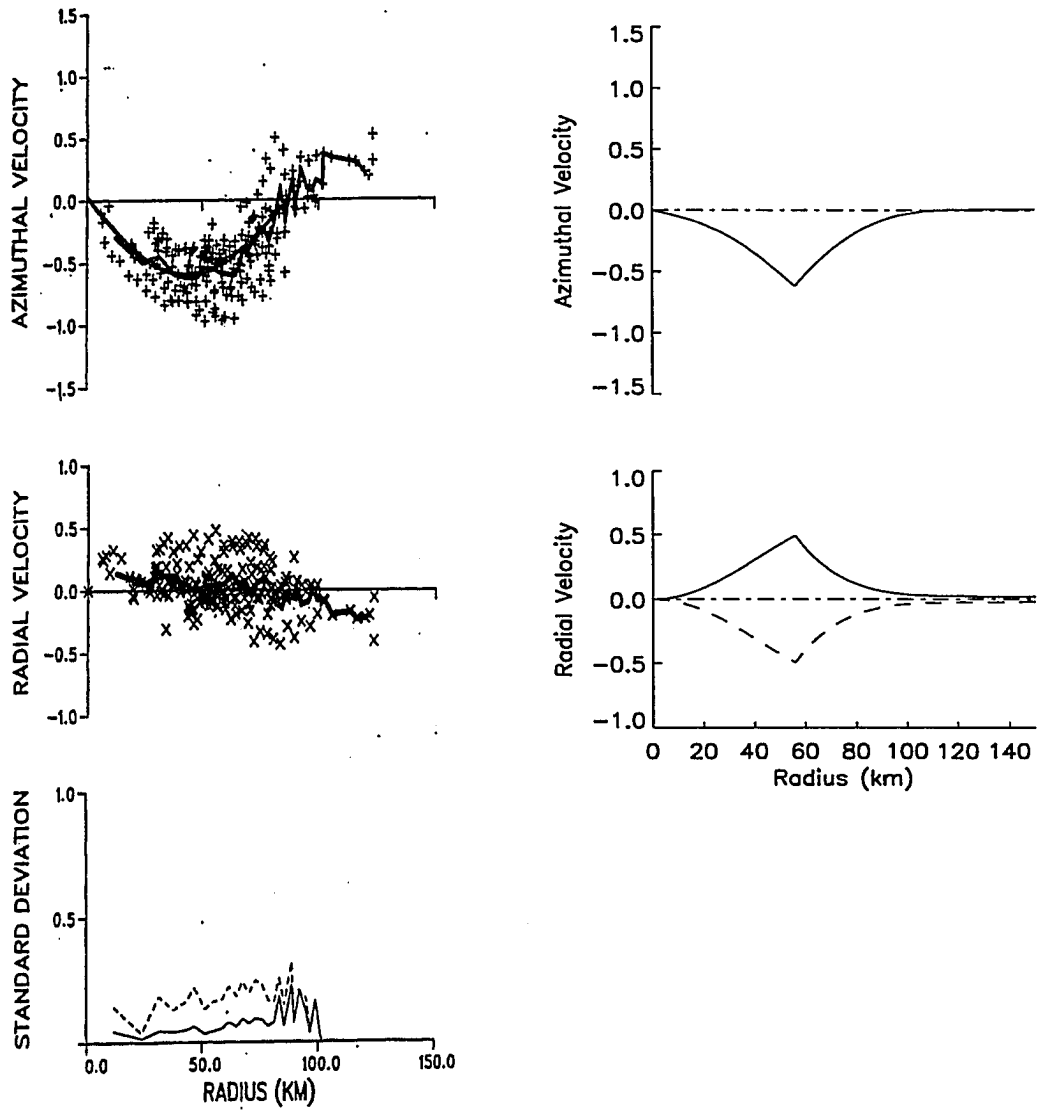 AZIMUTHAL VELOCITY
1.5
1.0
0.5
0.0
-0.5
-1.0
-1.5
Azimuthal Velocity
1.5
1.0
0.5
0.0
-0.5
-1.0
-1.5
RADIAL VELOCITY
1.0
0.5
0.0
-0.5
-1.0
Radial Velocity
1.0
0.5
0.0
-0.5
-1.0
0 20 40 60 80 100 120 140
Radius (km)
STANDARD DEVIATION
1.0
0.5
0.0 50.0 100.0 150.0
RADIUS (KM)